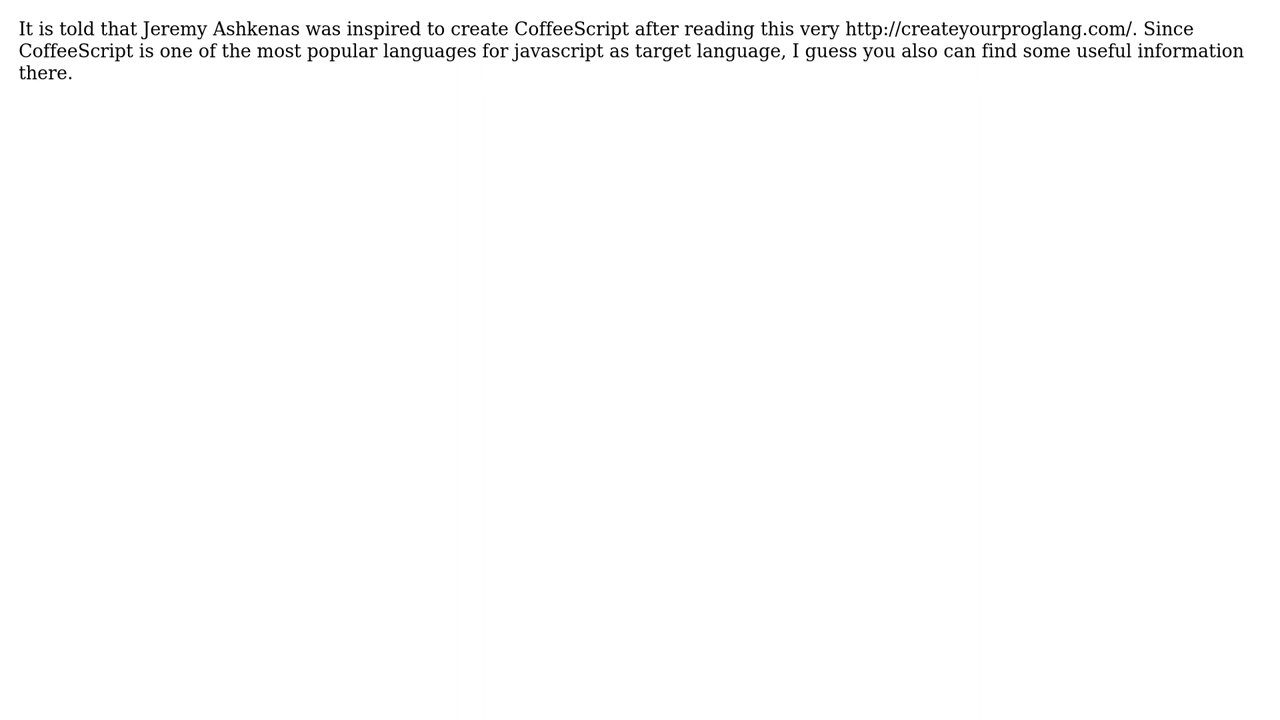 It is told that Jeremy Ashkenas was inspired to create CoffeeScript after reading this very http://createyourproglang.com/. Since
CoffeeScript is one of the most popular languages for javascript as target language, I guess you also can find some useful information
there.